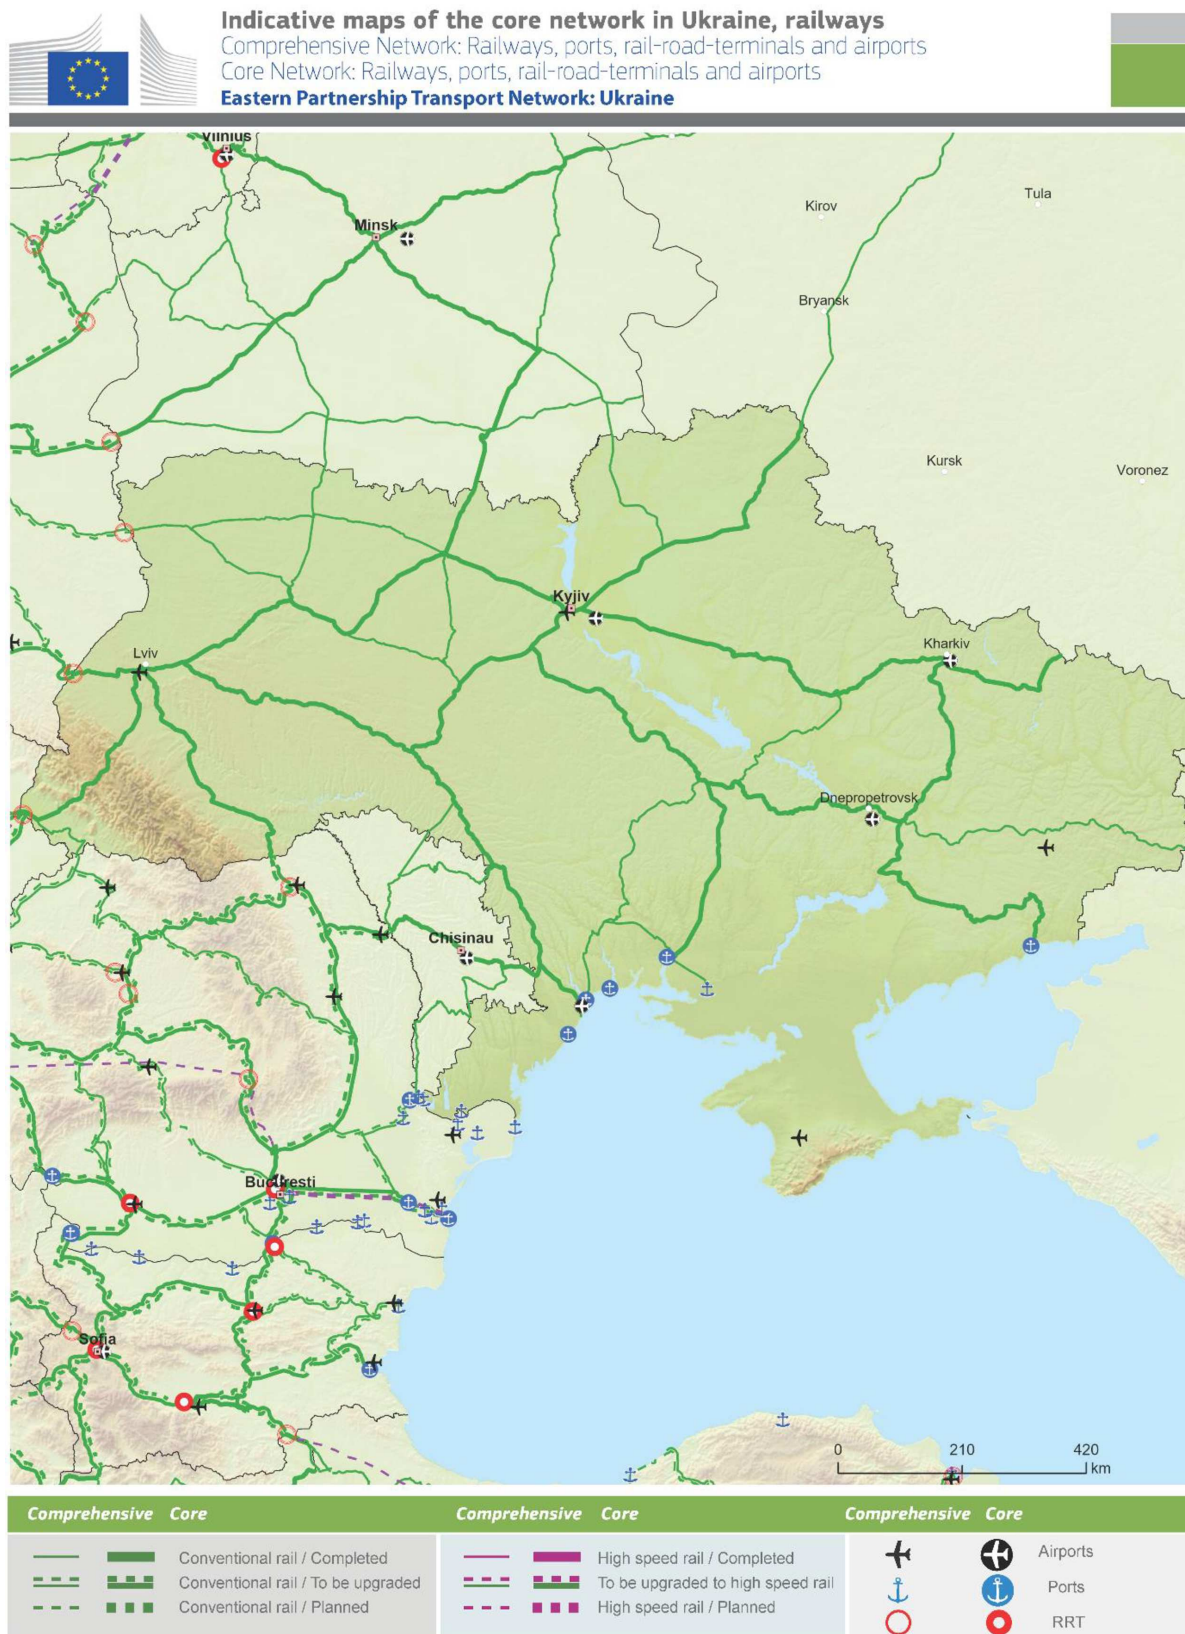 Indicative maps of the core network in Ukraine, railways
Comprehensive Network: Railways, ports, rail-road-terminals and airports
Core Network: Railways, ports, rail-road-terminals and airports
Eastern Partnership Transport Network: Ukraine
Vilnius
Tula
Kirov
Minsk
Bryansk
Kursk
Voronez
Kyjiv
Kharkiv
Lviv
Dnepropetrovsk
Chisinau
Bucuresti
Sofia
0 210 420
km
Comprehensive Core Comprehensive Core Comprehensive Core
Conventional rail / Completed High speed rail / Completed Airports
Conventional rail / To be upgraded To be upgraded to high speed rail Ports
Conventional rail / Planned High speed rail / Planned RRT